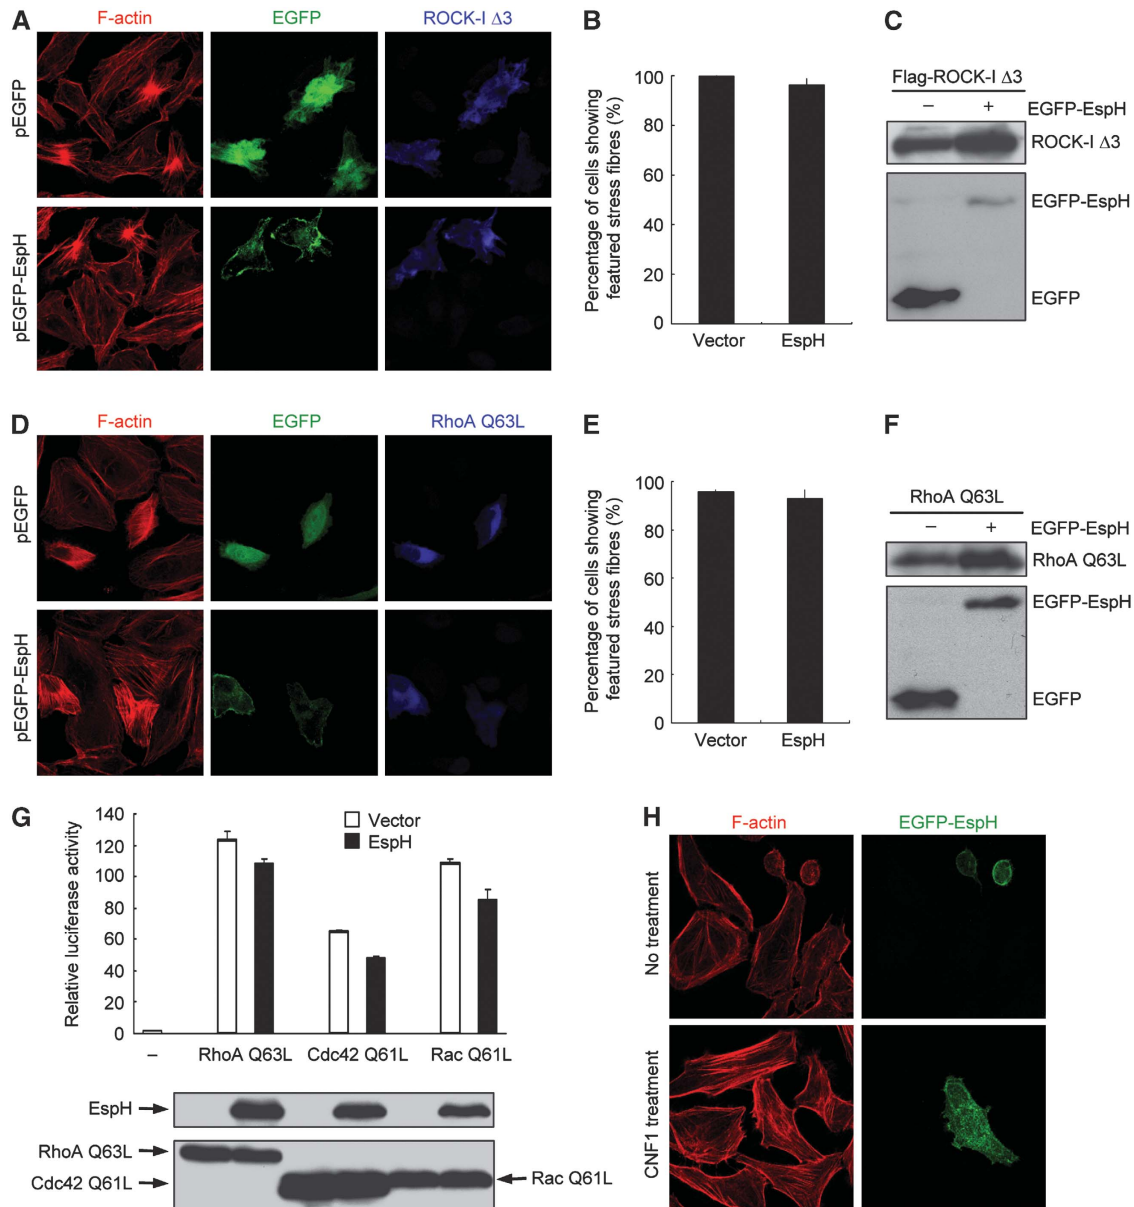 A
F-actin
EGFP
ROCK-I Δ3
pEGFP
pEGFP-EspH
B
Percentage of cells showing
featured stress fibres (%)
100
80
60
40
20
0
Vector
EspH
C
Flag-ROCK-I Δ3
–
+
EGFP-EspH
ROCK-I Δ3
EGFP-EspH
EGFP
D
F-actin
EGFP
RhoA Q63L
pEGFP
pEGFP-EspH
E
Percentage of cells showing
featured stress fibres (%)
100
80
60
40
20
0
Vector
EspH
F
RhoA Q63L
–
+
EGFP-EspH
RhoA Q63L
EGFP-EspH
EGFP
G
Relative luciferase activity
140
120
100
80
60
40
20
0
Vector
EspH
–
RhoA Q63L
Cdc42 Q61L
Rac Q61L
EspH
RhoA Q63L
Cdc42 Q61L
Rac Q61L
H
F-actin
EGFP-EspH
No treatment
CNF1 treatment